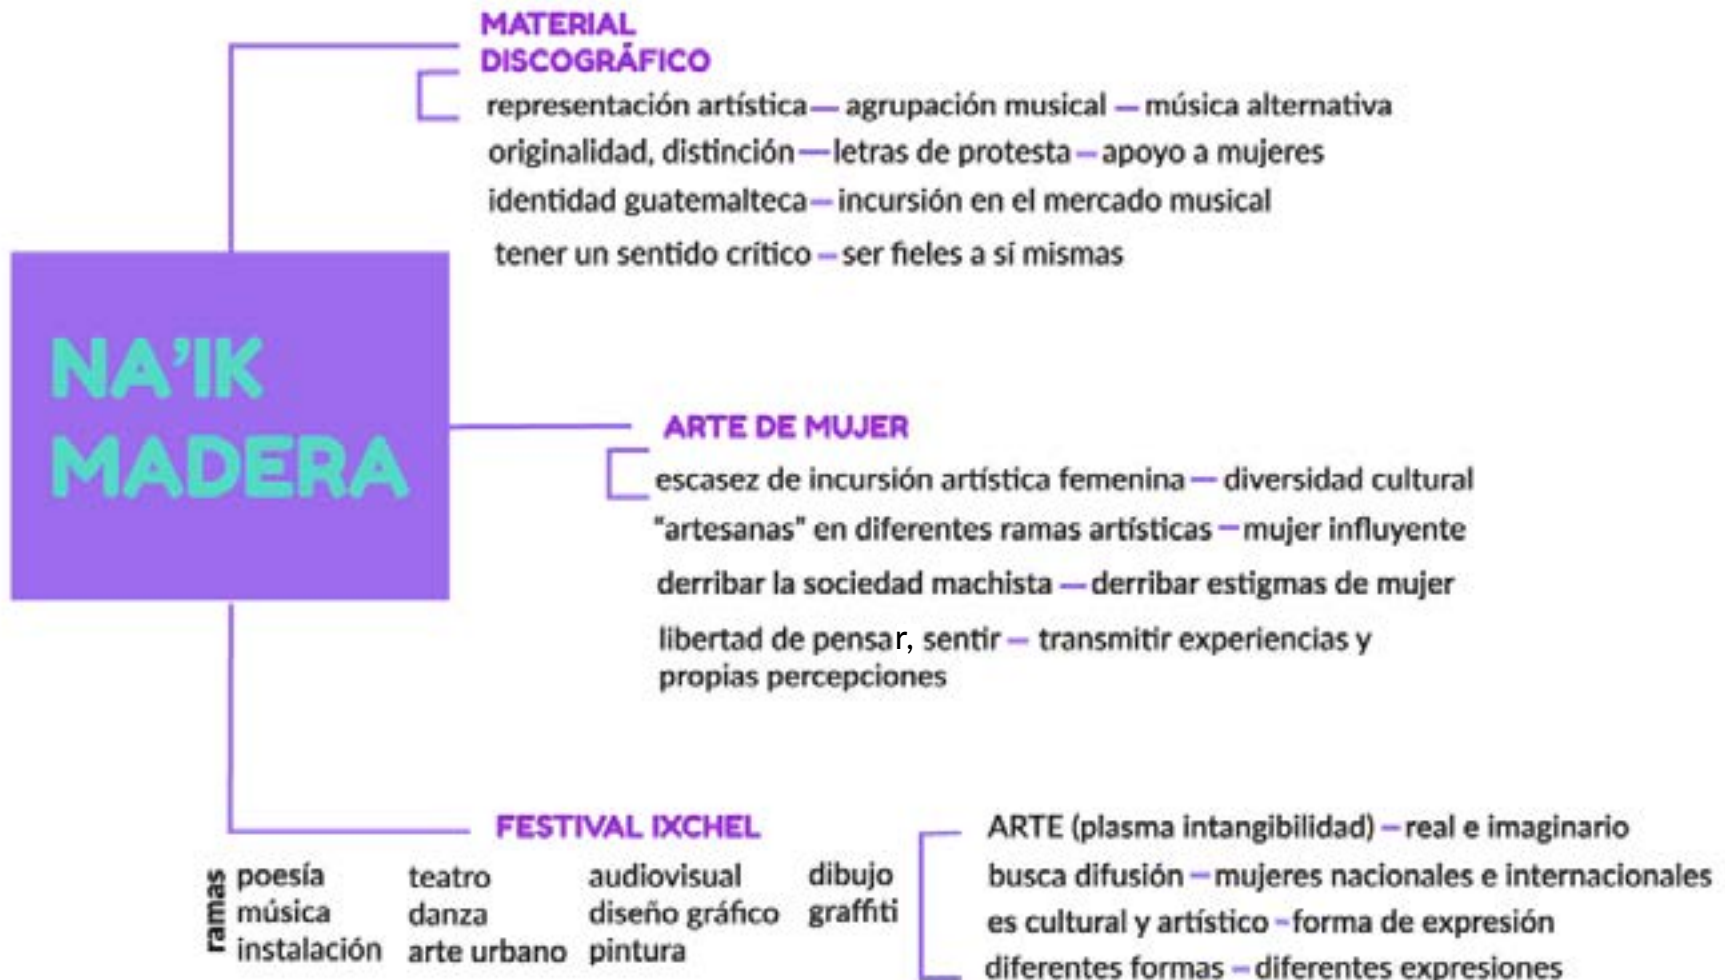 MATERIAL
DISCOGRÁFICO
representación artística — agrupación musical — música alternativa
originalidad, distinción — letras de protesta — apoyo a mujeres
identidad guatemalteca — incursión en el mercado musical
tener un sentido crítico — ser fieles a sí mismas
NA’IK
MADERA
ARTE DE MUJER
escasez de incursión artística femenina — diversidad cultural
“artesanas” en diferentes ramas artísticas — mujer influyente
derribar la sociedad machista — derribar estigmas de mujer
libertad de pensar, sentir — transmitir experiencias y
propias percepciones
FESTIVAL IXCHEL
ramas
poesía teatro audiovisual dibujo
música danza diseño gráfico graffiti
instalación arte urbano pintura
ARTE (plasma intangibilidad) — real e imaginario
busca difusión — mujeres nacionales e internacionales
es cultural y artístico - forma de expresión
diferentes formas — diferentes expresiones